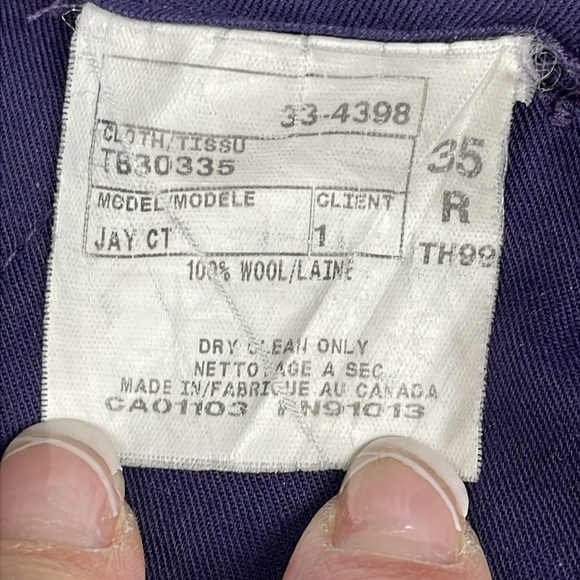 33-4398
CLOTH/TISSU
TB30335
35
R
TH99
MODEL/MODELE CLIENT
JAY CT 1
100% WOOL/LAINE
DRY CLEAN ONLY
NETTOYAGE A SEC
MADE IN/FABRIQUE AU CANADA
CA01103 RN91013